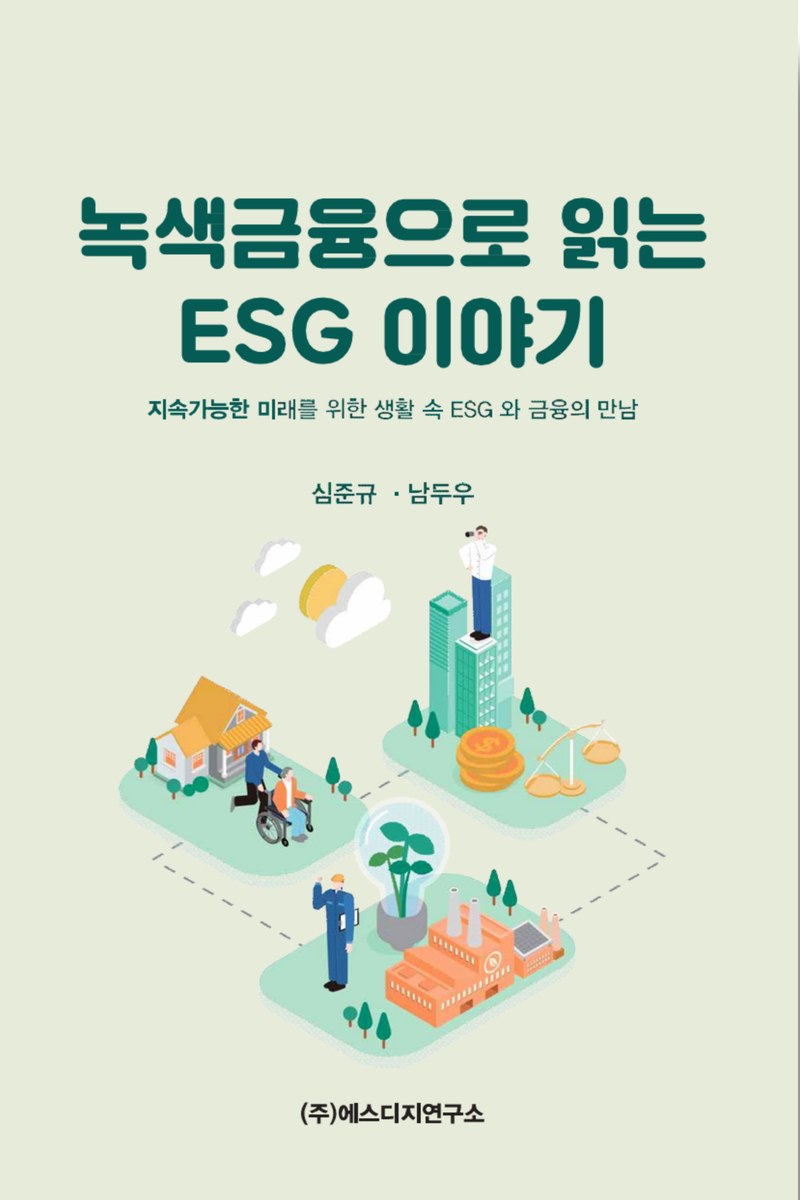 녹색금융으로 읽는
ESG 이야기
지속가능한 미래를 위한 생활 속 ESG 와 금융의 만남
심준규 · 남두우
(주)에스디지연구소